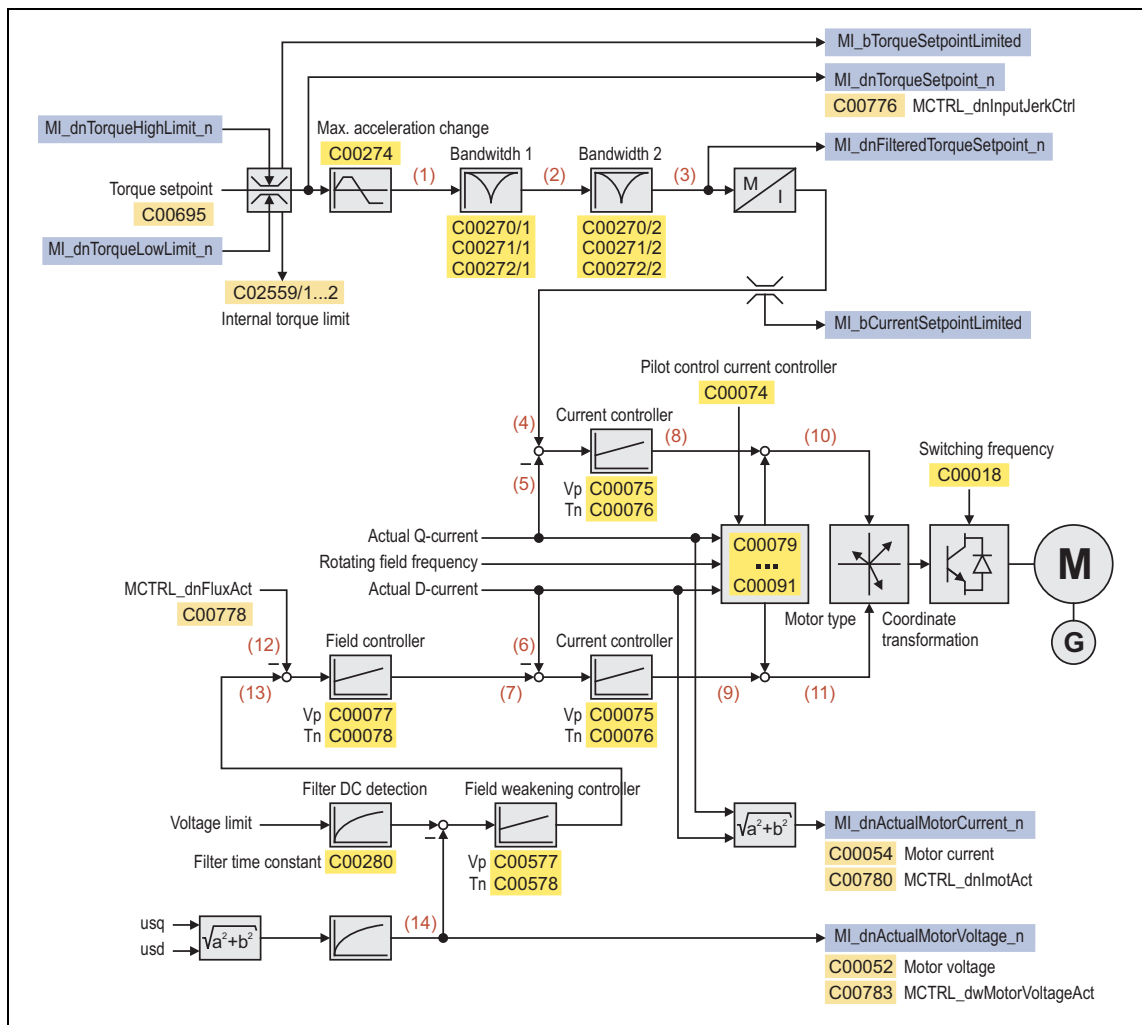 MI_bTorqueSetpointLimited
MI_dnTorqueSetpoint_n
C00776 MCTRL_dnInputJerkCtrl
MI_dnTorqueHighLimit_n
Max. acceleration change
C00274
Bandwitdh 1
Bandwidth 2
MI_dnFilteredTorqueSetpoint_n
(1)
(2)
(3)
M
I
Torque setpoint
C00695
C00270/1
C00271/1
C00272/1
C00270/2
C00271/2
C00272/2
MI_dnTorqueLowLimit_n
C02559/1...2
Internal torque limit
MI_bCurrentSetpointLimited
Pilot control current controller
C00074
(4)
Current controller
(8)
(10)
Switching frequency
C00018
(5)
Vp C00075
Tn C00076
Actual Q-current
Rotating field frequency
Actual D-current
C00079
...
C00091
M
G
Motor type
Coordinate
transformation
MCTRL_dnFluxAct
C00778
(12)
Field controller
(6)
Current controller
(13)
(7)
(9)
(11)
Vp C00077
Tn C00078
Vp C00075
Tn C00076
Filter DC detection
Field weakening controller
Voltage limit
Filter time constant C00280
Vp C00577
Tn C00578
√a²+b²
MI_dnActualMotorCurrent_n
C00054 Motor current
C00780 MCTRL_dnImotAct
usq
usd
√a²+b²
(14)
MI_dnActualMotorVoltage_n
C00052 Motor voltage
C00783 MCTRL_dwMotorVoltageAct